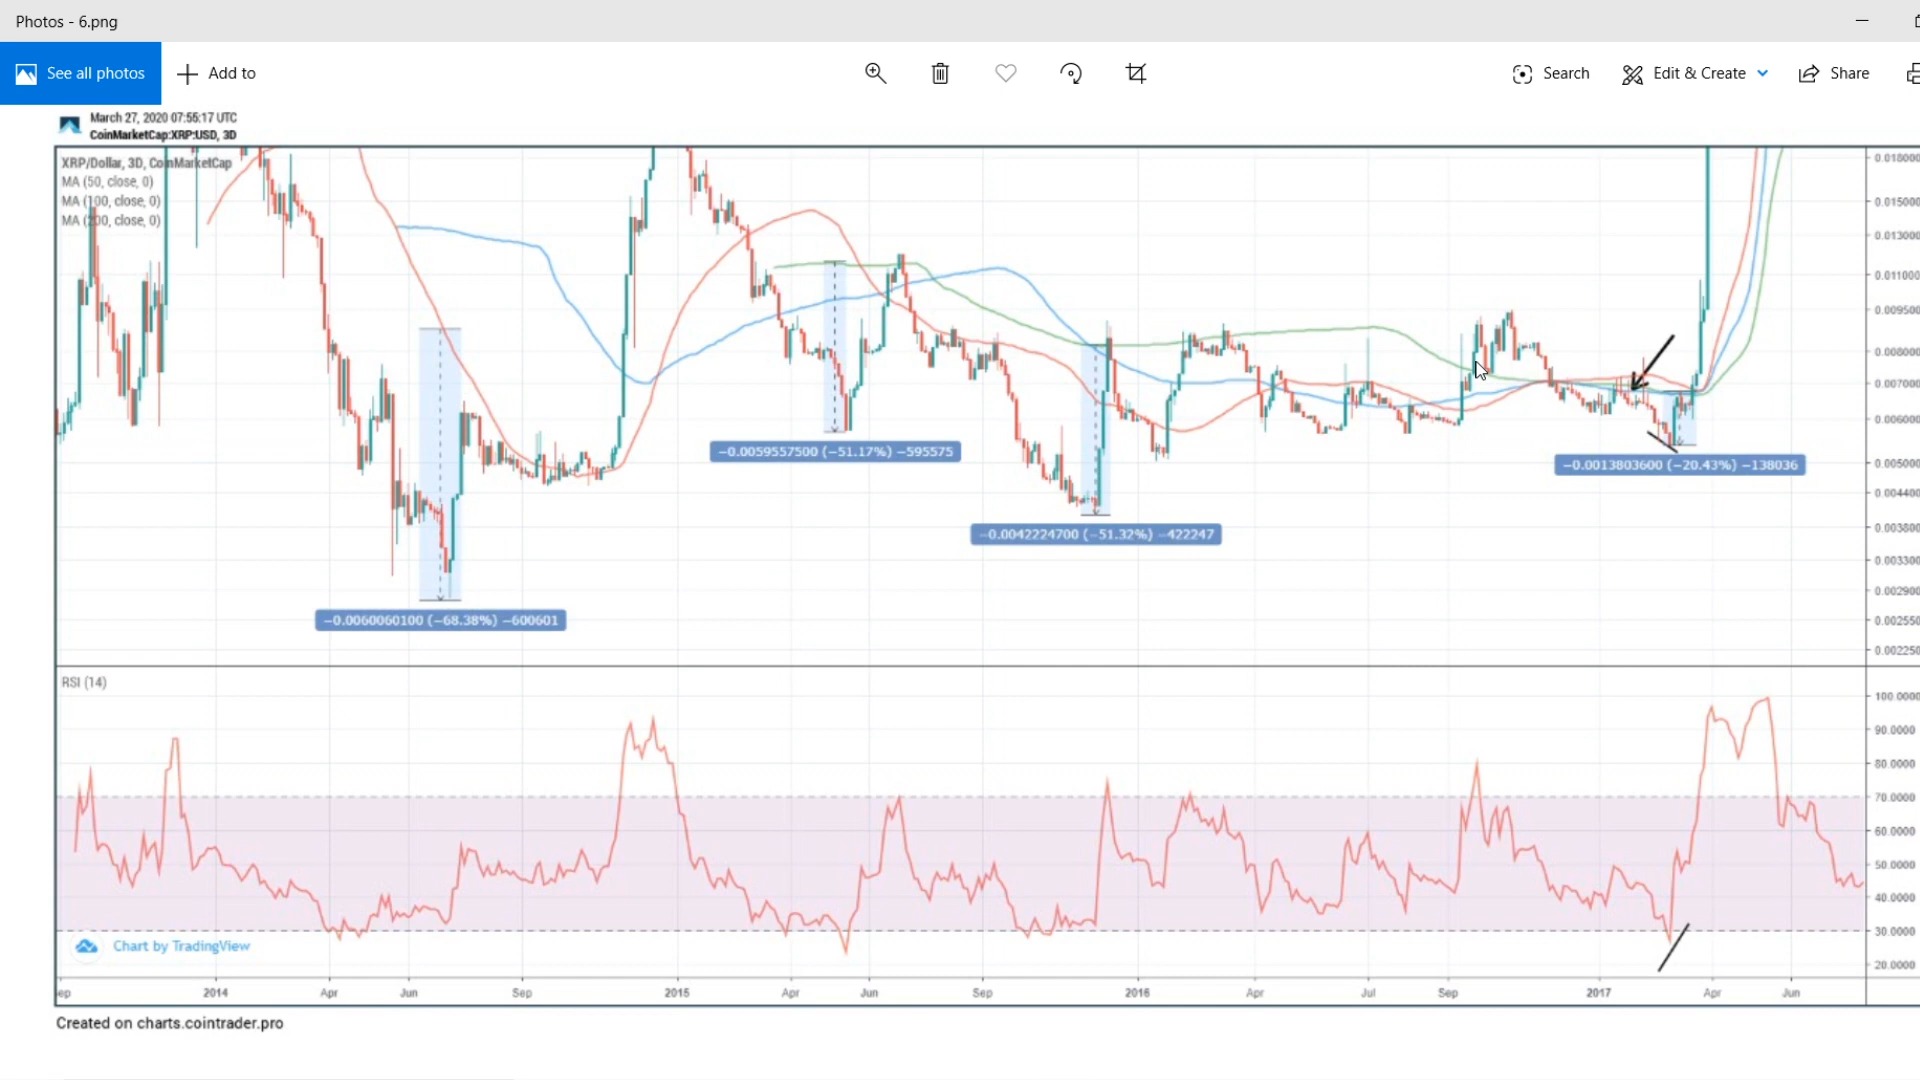 Photos - 6.png
See all photos
Add to
Search
Edit & Create
Share
March 27, 2020 07:55:17 UTC
CoinMarketCap:XRP:USD, 3D
XRP/Dollar, 3D, CoinMarketCap
MA (50, close, 0)
MA (100, close, 0)
MA (200, close, 0)
0.018000
0.015000
0.013000
0.011000
0.009500
0.008000
0.007000
0.006000
0.005000
0.004400
0.003800
0.003300
0.002900
0.002550
0.002250
−0.0059557500 (−51.17%) −595575
−0.0013803600 (−20.43%) −138036
−0.0042224700 (−51.32%) −422247
−0.0060060100 (−68.38%) −600601
RSI (14)
100.0000
90.0000
80.0000
70.0000
60.0000
50.0000
40.0000
30.0000
20.0000
Chart by TradingView
2014 Apr Jun Sep 2015 Apr Jun Sep 2016 Apr Jul Sep 2017 Apr Jun
Created on charts.cointrader.pro